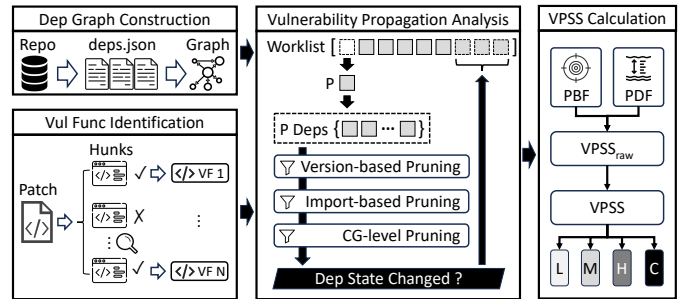 Dep Graph Construction
Repo
deps.json
Graph
Vul Func Identification
Hunks
Patch
</> VF 1
</> VF N
Vulnerability Propagation Analysis
Worklist [ ]
P
P Deps { ... }
Version-based Pruning
Import-based Pruning
CG-level Pruning
Dep State Changed ?
VPSS Calculation
PBF
PDF
VPSSraw
VPSS
L
M
H
C